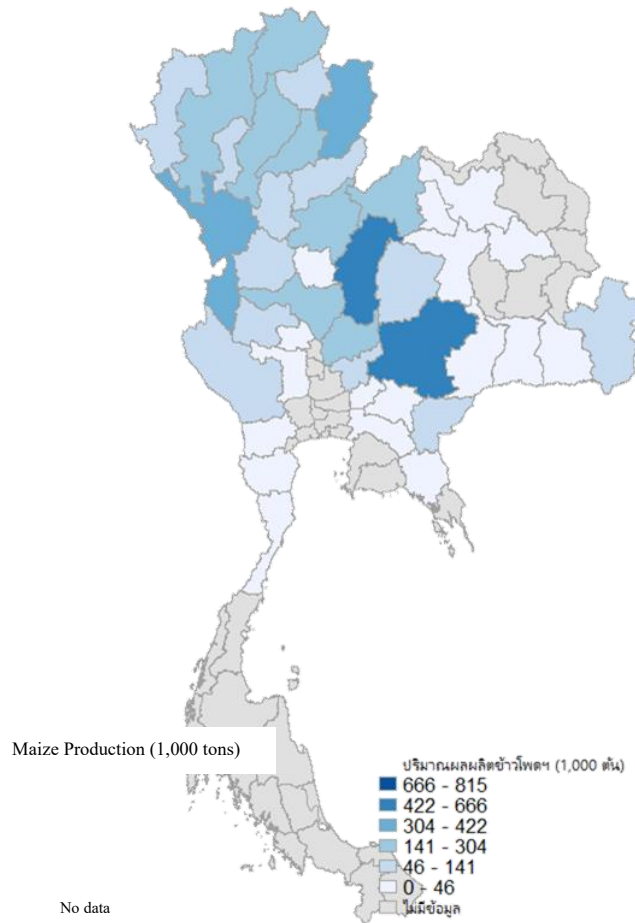 Maize Production (1,000 tons)
ปริมาณผลผลิตข้าวโพดฯ (1,000 ตัน)
666 - 815
422 - 666
304 - 422
141 - 304
46 - 141
0 - 46
ไม่มีข้อมูล
No data